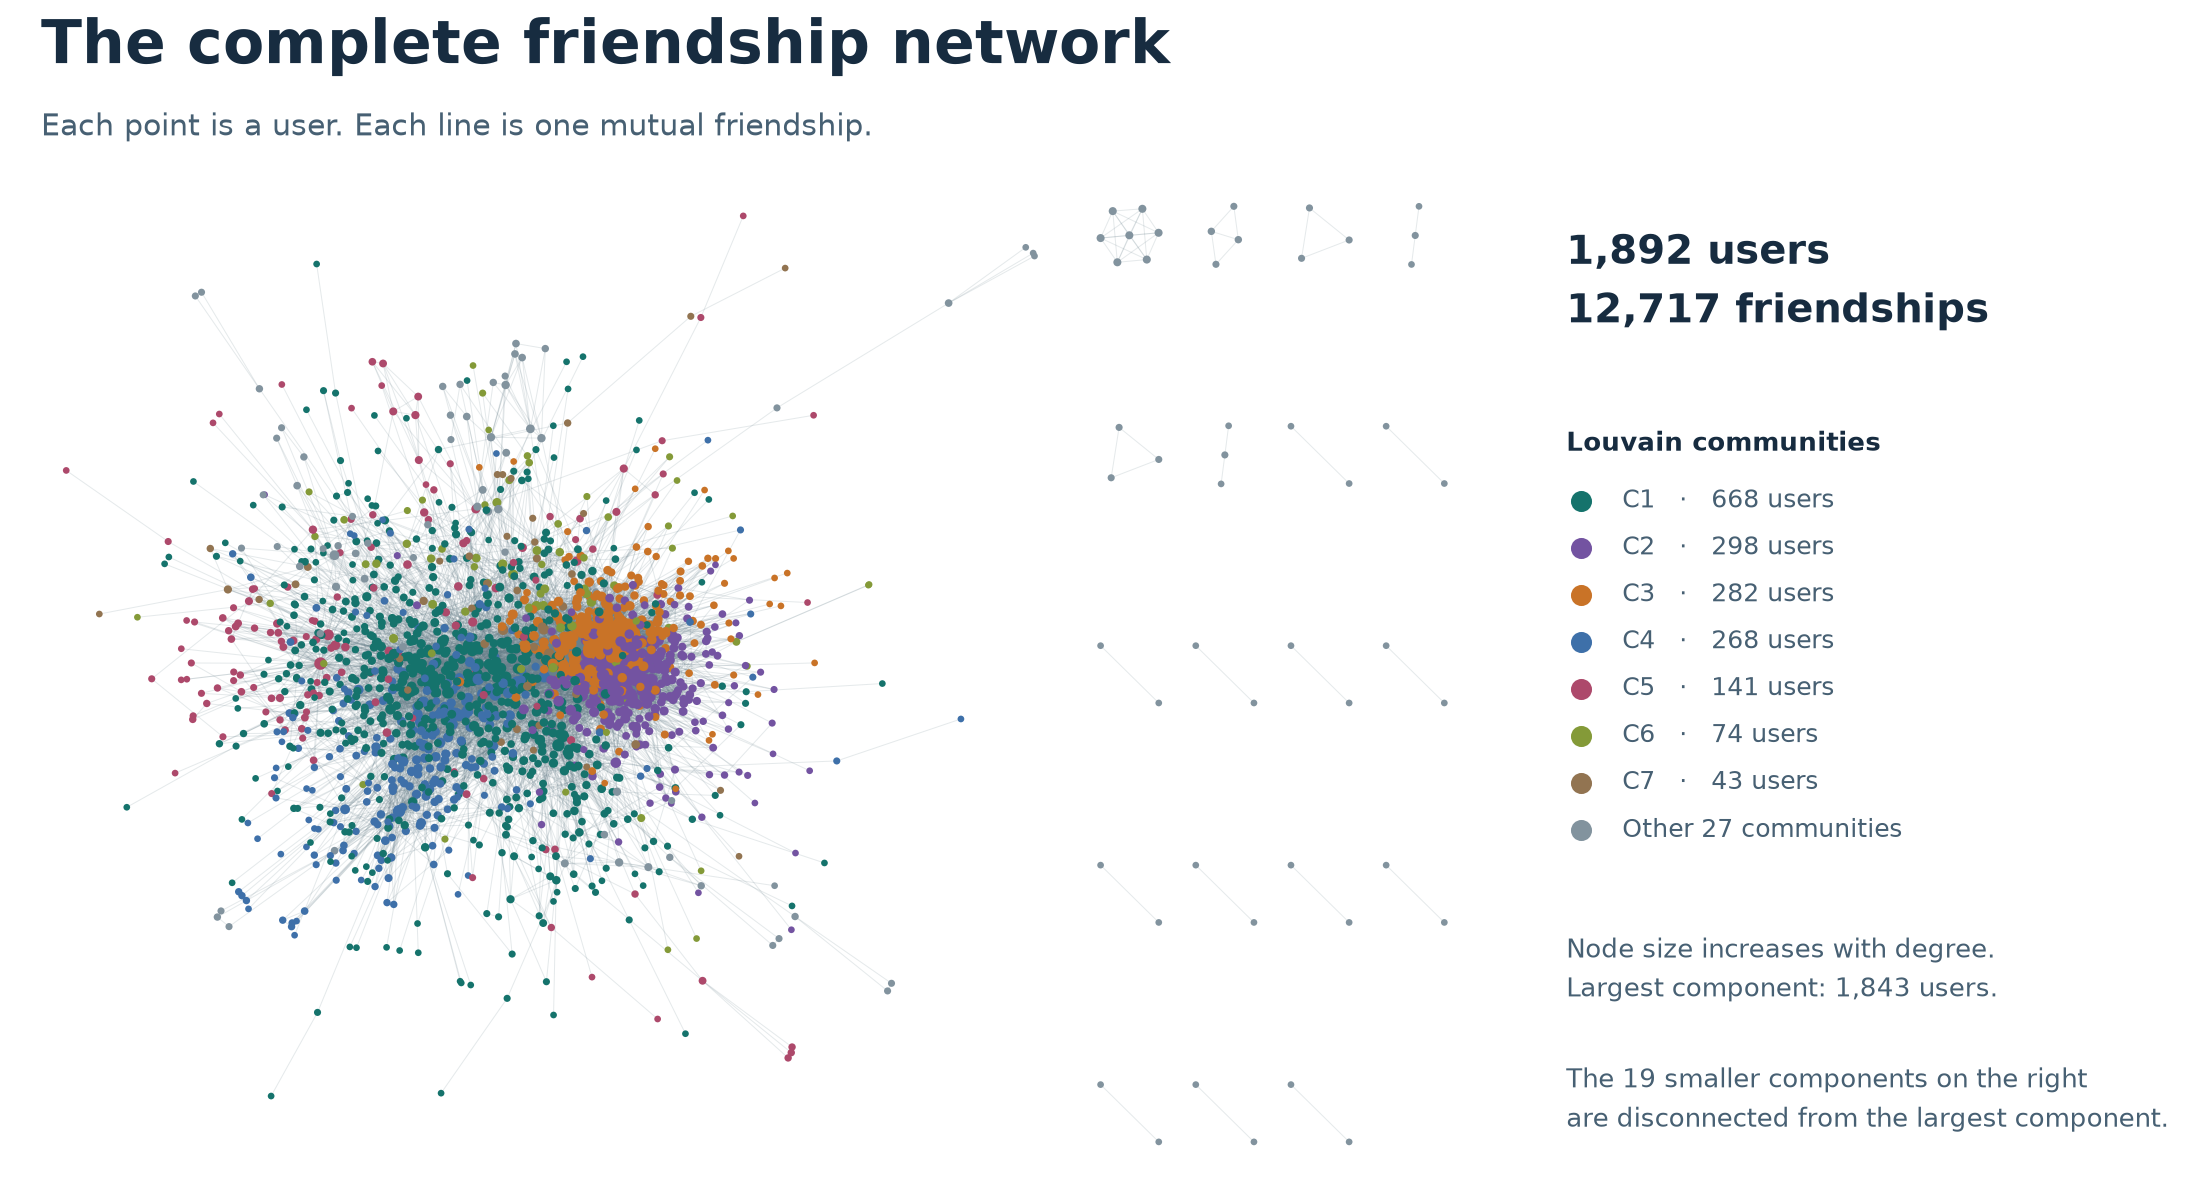 The complete friendship network
Each point is a user. Each line is one mutual friendship.
1,892 users
12,717 friendships
Louvain communities
C1 · 668 users
C2 · 298 users
C3 · 282 users
C4 · 268 users
C5 · 141 users
C6 · 74 users
C7 · 43 users
Other 27 communities
Node size increases with degree.
Largest component: 1,843 users.
The 19 smaller components on the right
are disconnected from the largest component.